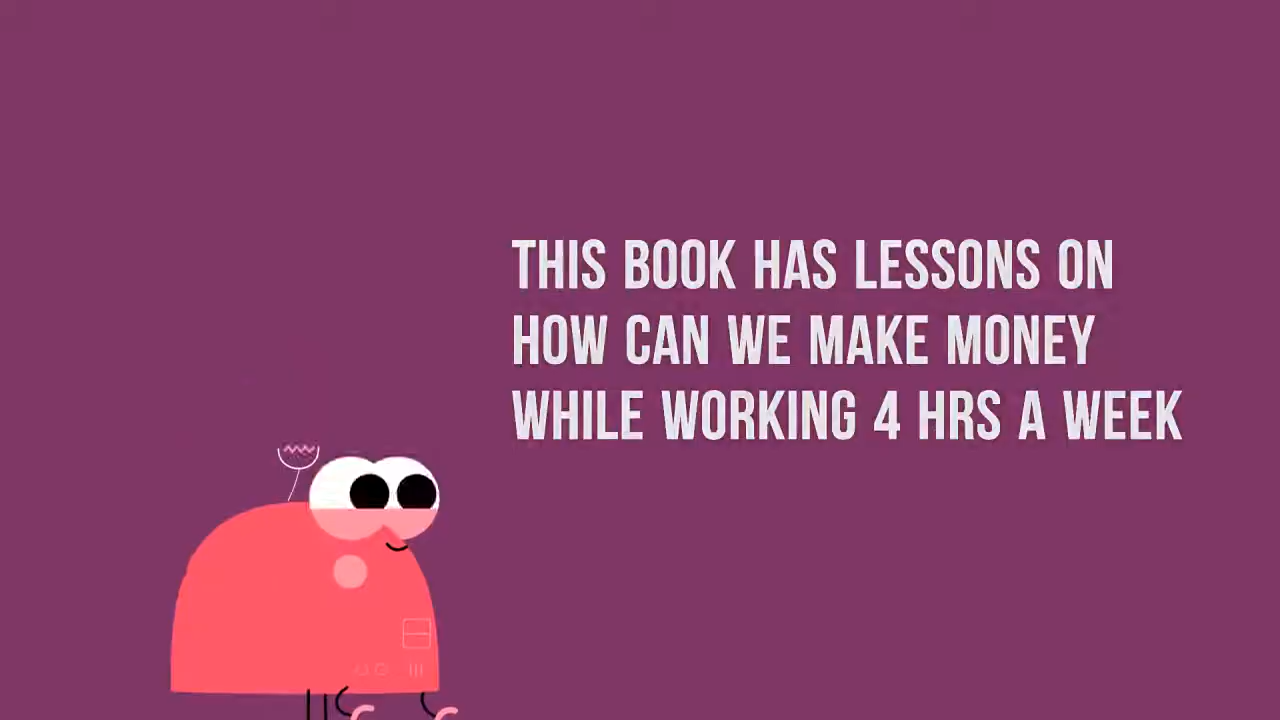 THIS BOOK HAS LESSONS ON
HOW CAN WE MAKE MONEY
WHILE WORKING 4 HRS A WEEK